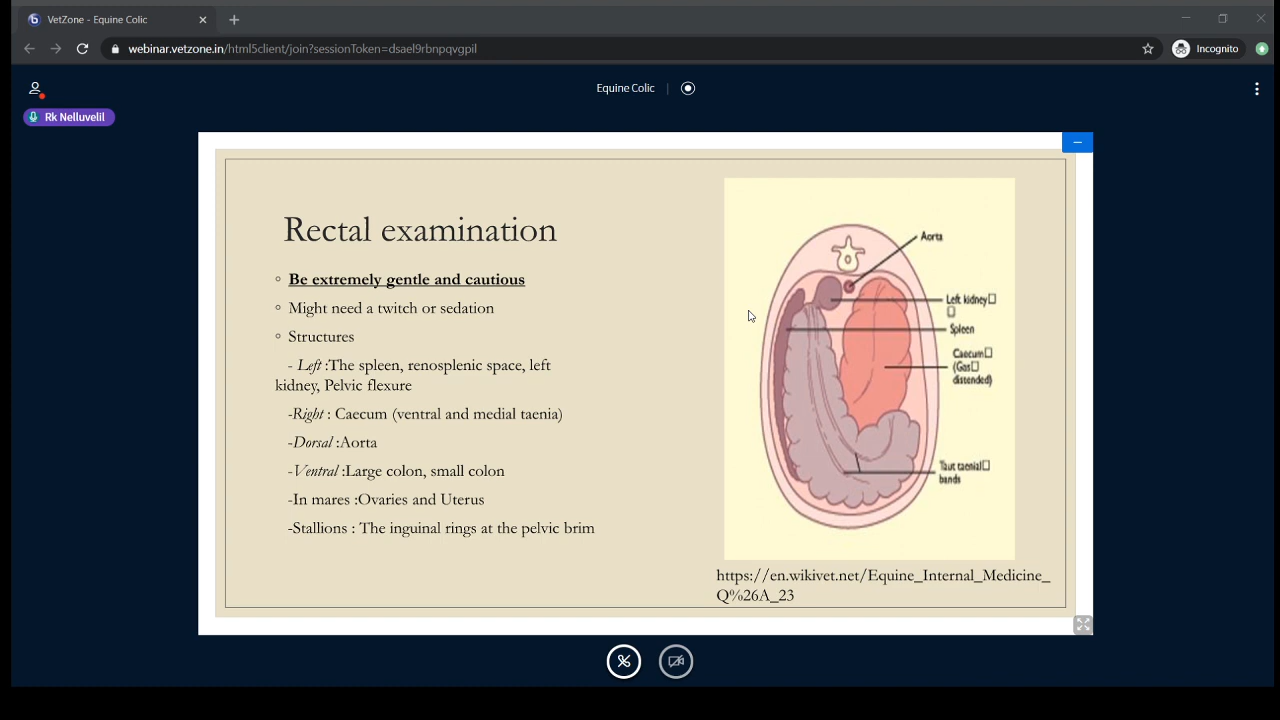 VetZone - Equine Colic
webinar.vetzone.in/html5client/join?sessionToken=dsael9rbnpqvgpil
Incognito
Equine Colic
Rk Nelluvelil
Rectal examination
Be extremely gentle and cautious
Might need a twitch or sedation
Structures
- Left :The spleen, renosplenic space, left
kidney, Pelvic flexure
-Right : Caecum (ventral and medial taenia)
-Dorsal :Aorta
-Ventral :Large colon, small colon
-In mares :Ovaries and Uterus
-Stallions : The inguinal rings at the pelvic brim
Aorta
Left kidney
Spleen
Caecum
(Gas
distended)
Taut taenial
bands
https://en.wikivet.net/Equine_Internal_Medicine_
Q%26A_23